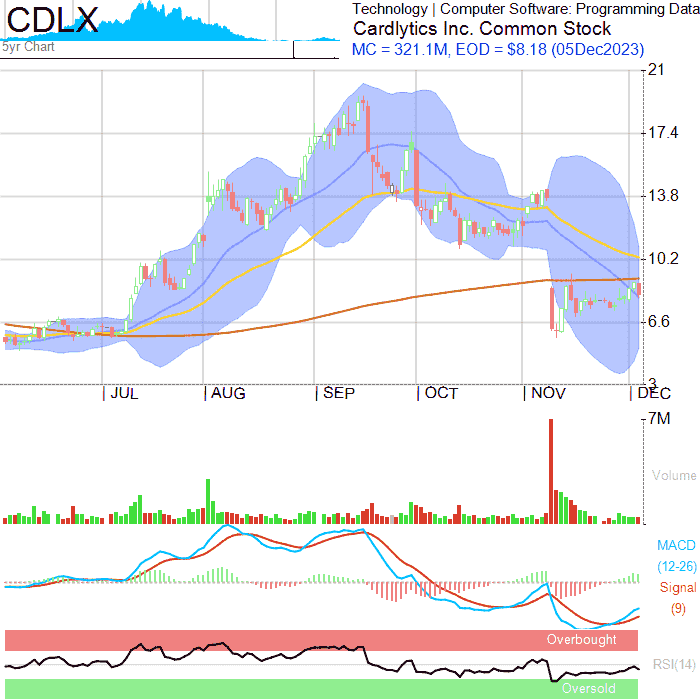 CDLX
5yr Chart
Technology | Computer Software: Programming Data
Cardlytics Inc. Common Stock
MC = 321.1M, EOD = $8.18 (05Dec2023)
21
17.4
13.8
10.2
6.6
3
JUL
AUG
SEP
OCT
NOV
DEC
7M
Volume
MACD
(12-26)
Signal
(9)
Overbought
RSI(14)
Oversold